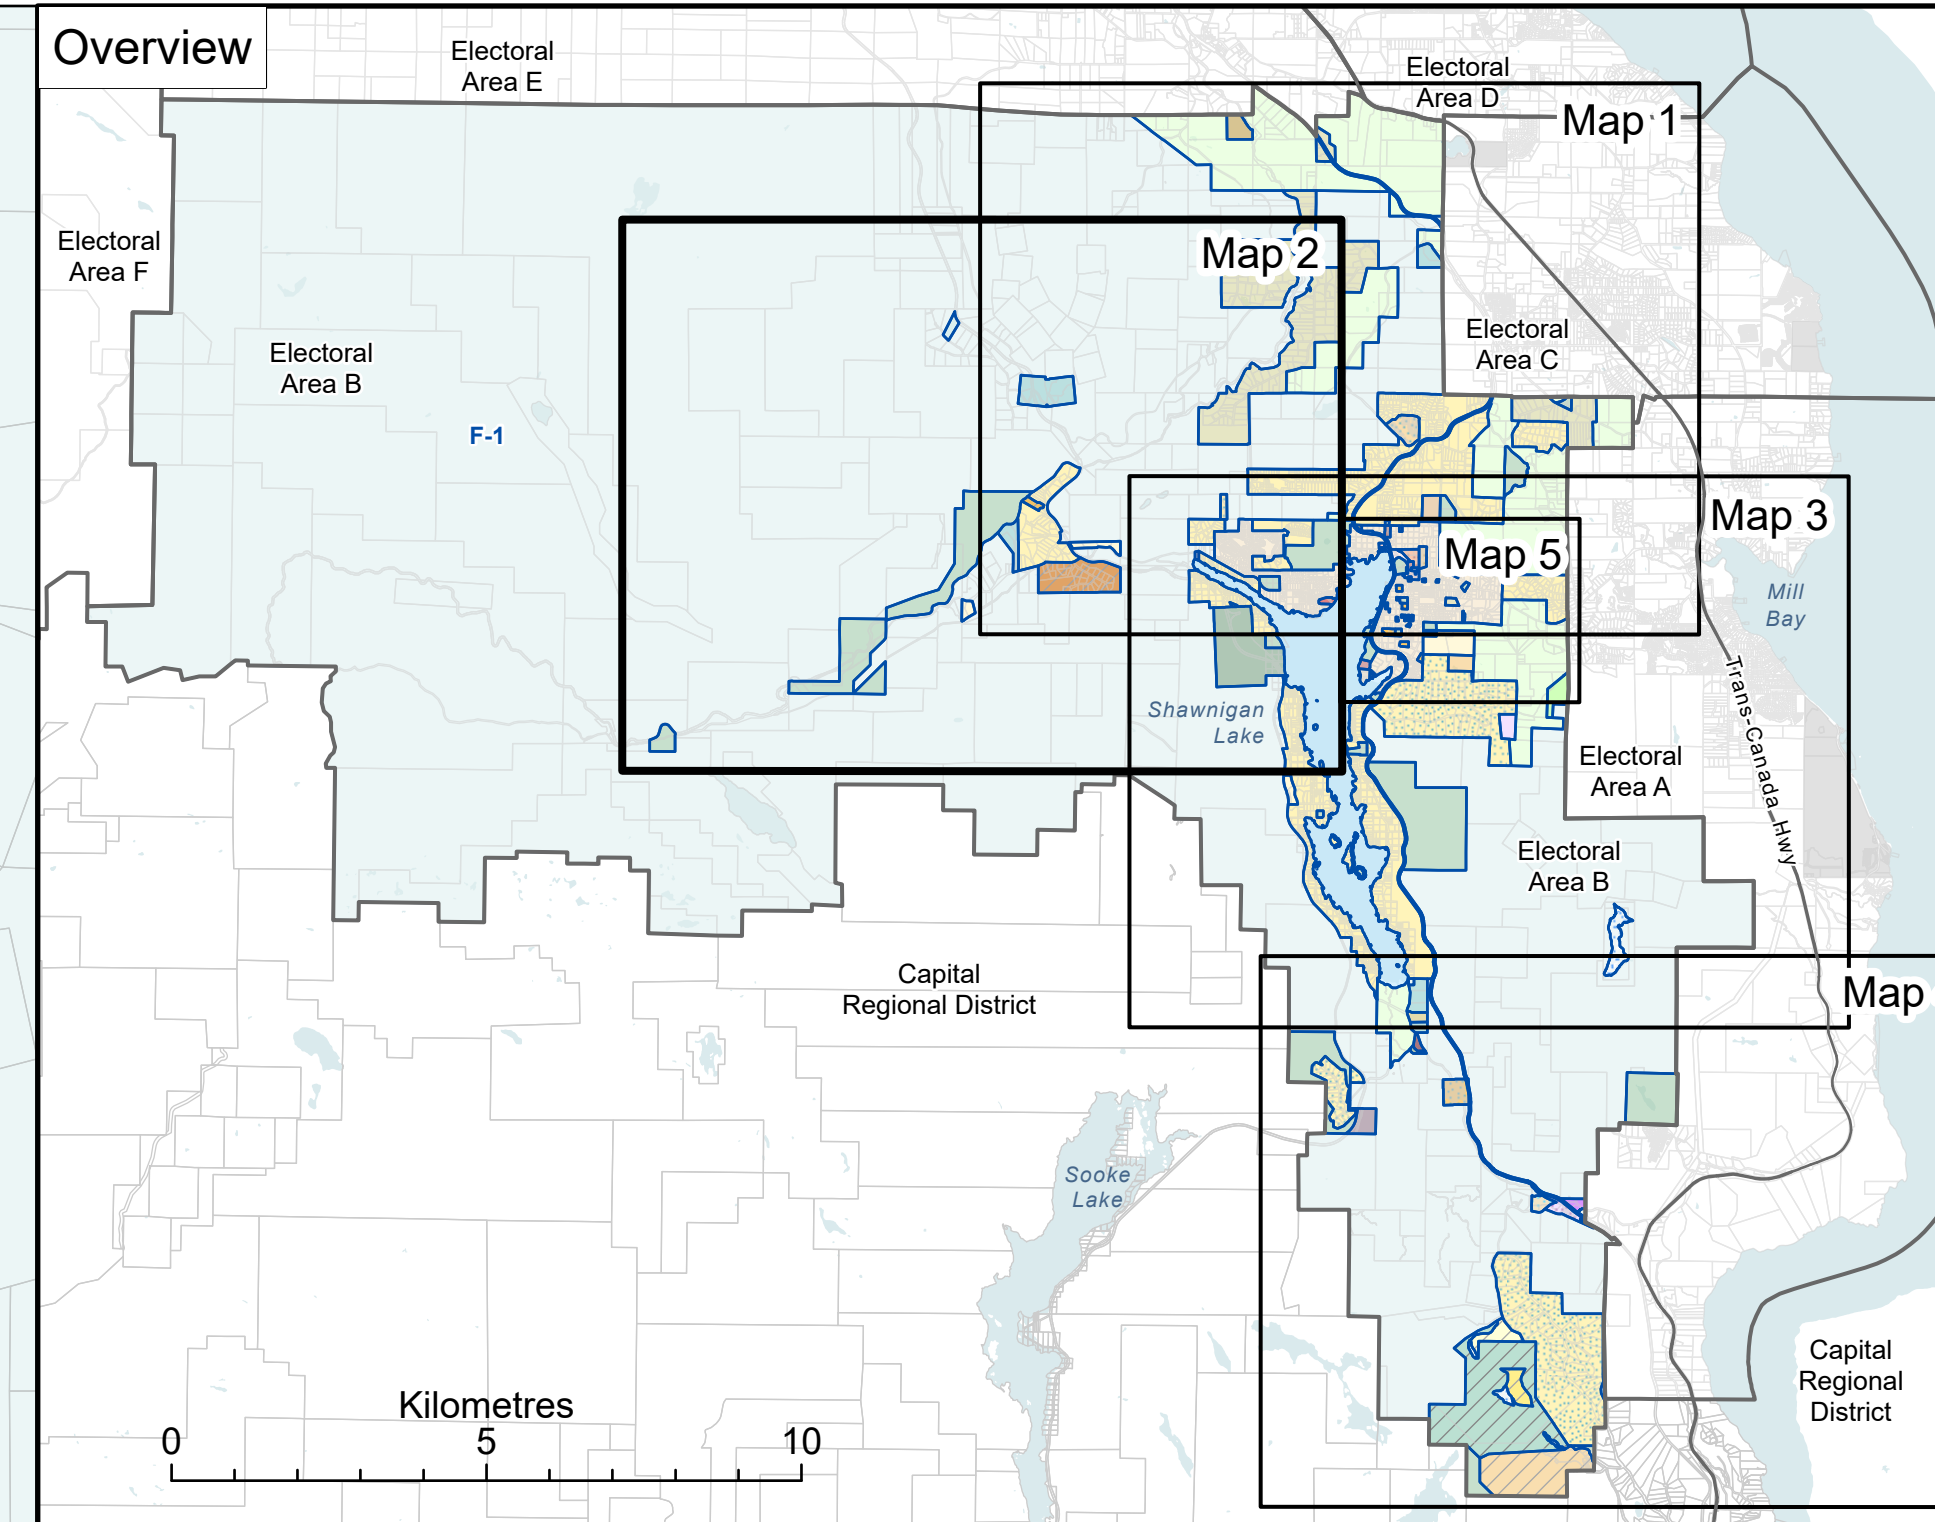 Overview
Electoral
Area E
Electoral
Area D
Map 1
Electoral
Area F
Map 2
Electoral
Area C
Electoral
Area B
F-1
Map 3
Map 5
Mill
Bay
Shawnigan
Lake
Trans-Canada Hwy
Electoral
Area A
Electoral
Area B
Capital
Regional District
Map
Sooke
Lake
Capital
Regional
District
Kilometres
0 5 10